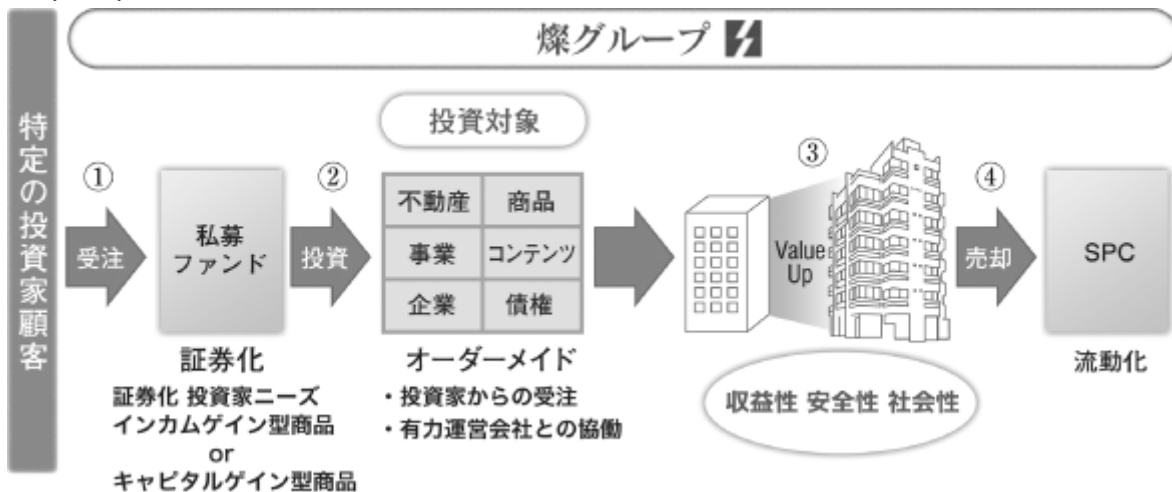 燦グループ
特定の投資家顧客
投資対象
①
受注
私募
ファンド
証券化
証券化 投資家ニーズ
インカムゲイン型商品
or
キャピタルゲイン型商品
②
投資
不動産 商品
事業 コンテンツ
企業 債権
オーダーメイド
・投資家からの受注
・有力運営会社との協働
③
Value
Up
収益性 安全性 社会性
④
売却
SPC
流動化